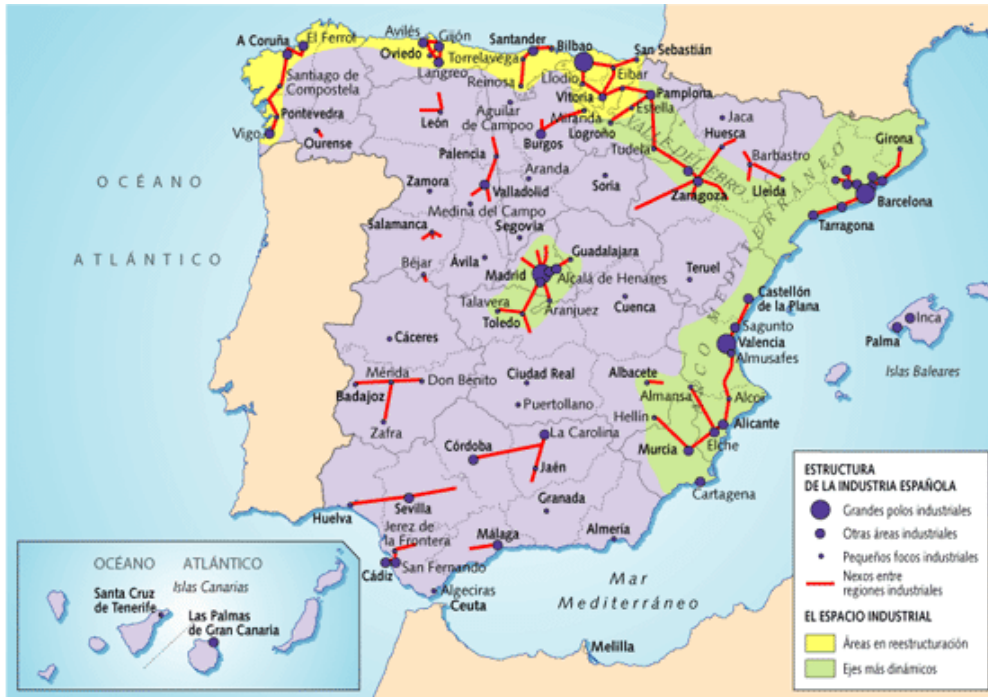 A Coruña
El Ferrol
Avilés
Gijón
Oviedo
Langreo
Santander
Torrelavega
Bilbao
San Sebastián
Reinosa
Llodio
Eibar
Santiago de
Compostela
Vitoria
Pamplona
Estella
Pontevedra
Vigo
Ourense
León
Aguilar
de Campoo
Miranda
Logroño
Burgos
Jaca
Huesca
Girona
Palencia
Tudela
VALLE DEL EBRO
Barbastro
Zamora
Aranda
Soria
Zaragoza
Lleida
Barcelona
Valladolid
Medina del Campo
Tarragona
Salamanca
Segovia
OCÉANO
ATLÁNTICO
Guadalajara
Béjar
Ávila
Madrid
Alcalá de Henares
Teruel
ARCO MEDITERRÁNEO
Castellón
de la Plana
Talavera
Toledo
Aranjuez
Cuenca
Sagunto
Valencia
Almusafes
Inca
Palma
Islas Baleares
Cáceres
Mérida
Don Benito
Badajoz
Ciudad Real
Albacete
Almansa
Alcor
Puertollano
Zafra
Hellín
Alicante
Elche
Murcia
La Carolina
Córdoba
Jaén
Cartagena
Huelva
Sevilla
Granada
Jerez de
la Frontera
Málaga
Almería
Cádiz
San Fernando
Algeciras
Ceuta
Mar
Mediterráneo
Melilla
OCÉANO
ATLÁNTICO
Islas Canarias
Santa Cruz
de Tenerife
Las Palmas
de Gran Canaria
ESTRUCTURA
DE LA INDUSTRIA ESPAÑOLA
Grandes polos industriales
Otras áreas industriales
Pequeños focos industriales
Nexos entre
regiones industriales
EL ESPACIO INDUSTRIAL
Áreas en reestructuración
Ejes más dinámicos